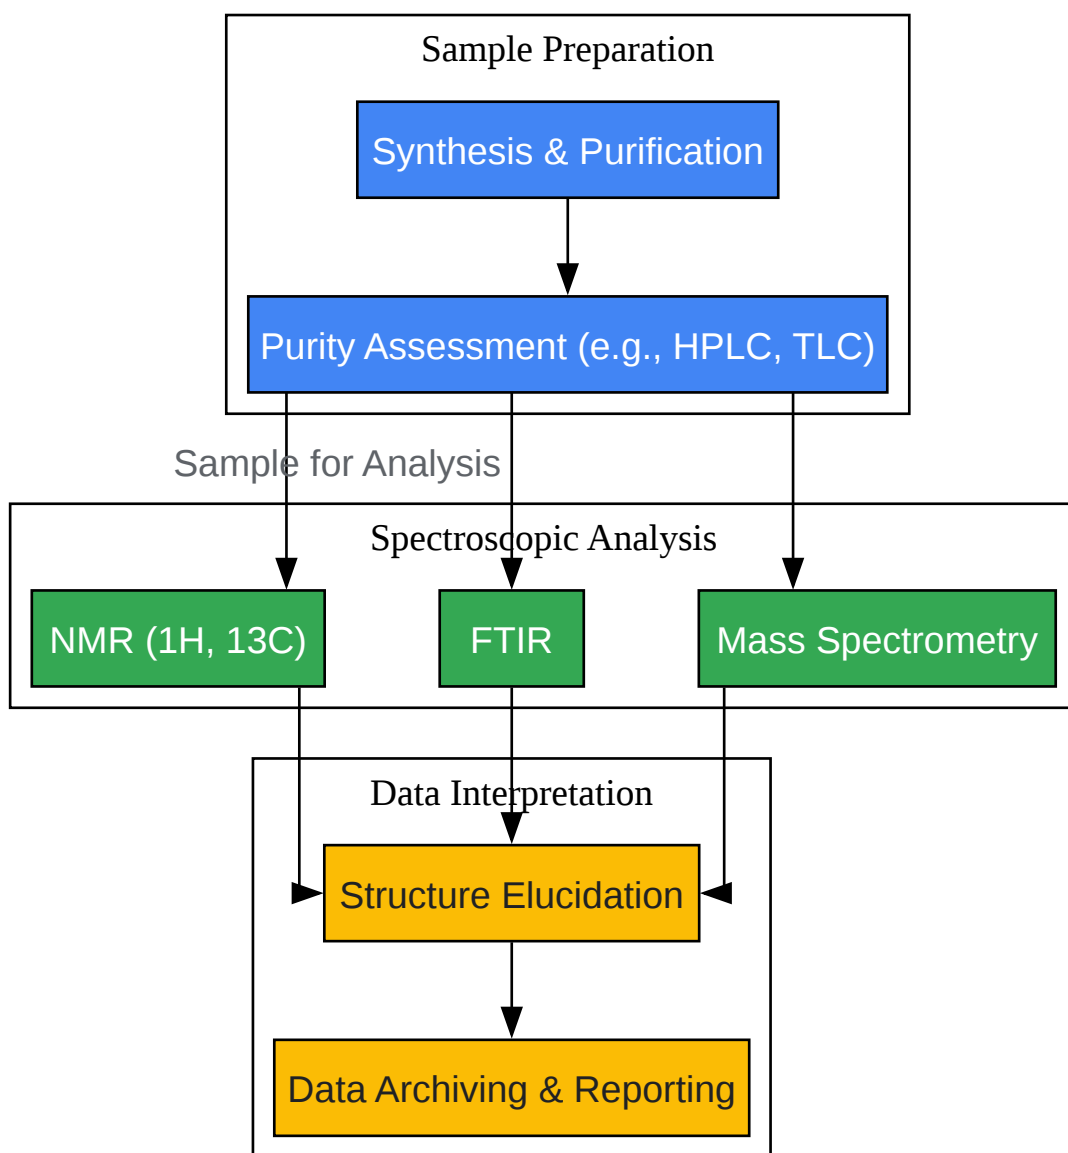 Sample Preparation
Synthesis & Purification
Purity Assessment (e.g., HPLC, TLC)
Sample for Analysis
Spectroscopic Analysis
NMR (1H, 13C)
FTIR
Mass Spectrometry
Data Interpretation
Structure Elucidation
Data Archiving & Reporting